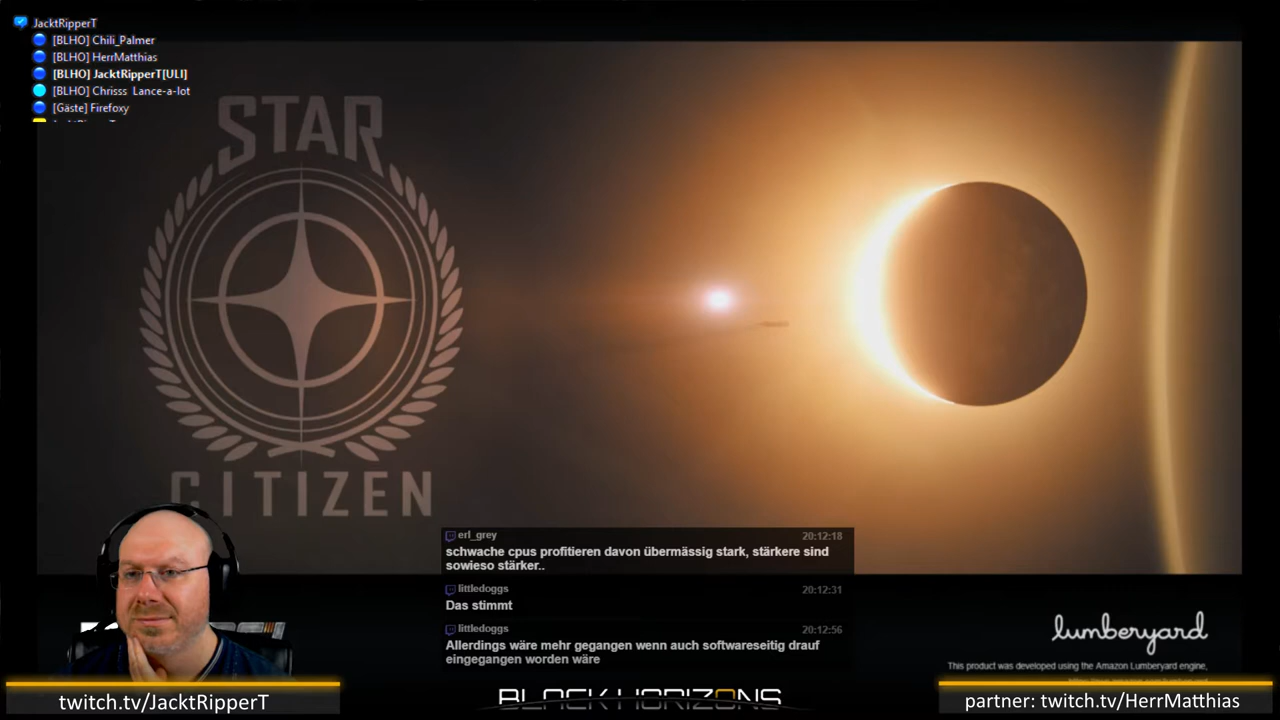 JacktRipperT
[BLHO] Chili_Palmer
[BLHO] HerrMatthias
[BLHO] JacktRipperT[ULI]
[BLHO] Chrisss Lance-a-lot
[Gäste] Firefoxy
STAR
CITIZEN
erl_grey 20:12:18
schwache cpus profitieren davon übermässig stark, stärkere sind
sowieso stärker..
littledoggs 20:12:31
Das stimmt
littledoggs 20:12:56
Allerdings wäre mehr gegangen wenn auch softwareseitig drauf
eingegangen worden wäre
lumberyard
This product was developed using the Amazon Lumberyard engine,
twitch.tv/JacktRipperT
BLACK HORIZONS
partner: twitch.tv/HerrMatthias